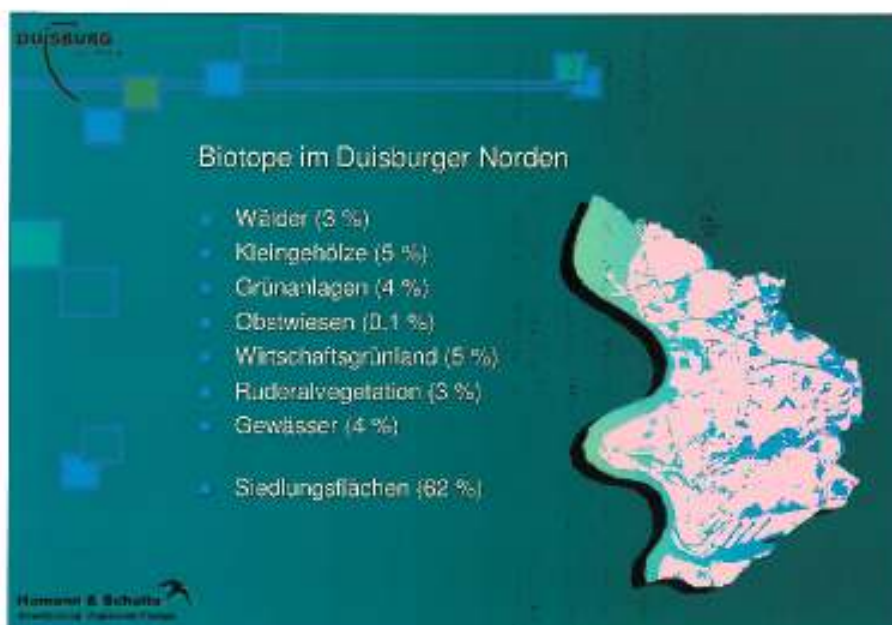 DUISBURG
Biotope im Duisburger Norden
Wälder (3 %)
Kleingehölze (5 %)
Grünanlagen (4 %)
Obstwiesen (0.1 %)
Wirtschaftsgrünland (5 %)
Ruderalvegetation (3 %)
Gewässer (4 %)
Siedlungsflächen (62 %)
Hamann & Schulte